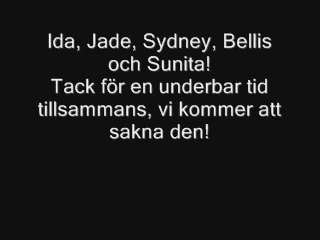 Ida, Jade, Sydney, Bellis
och Sunita!
Tack för en underbar tid
tillsammans, vi kommer att
sakna den!